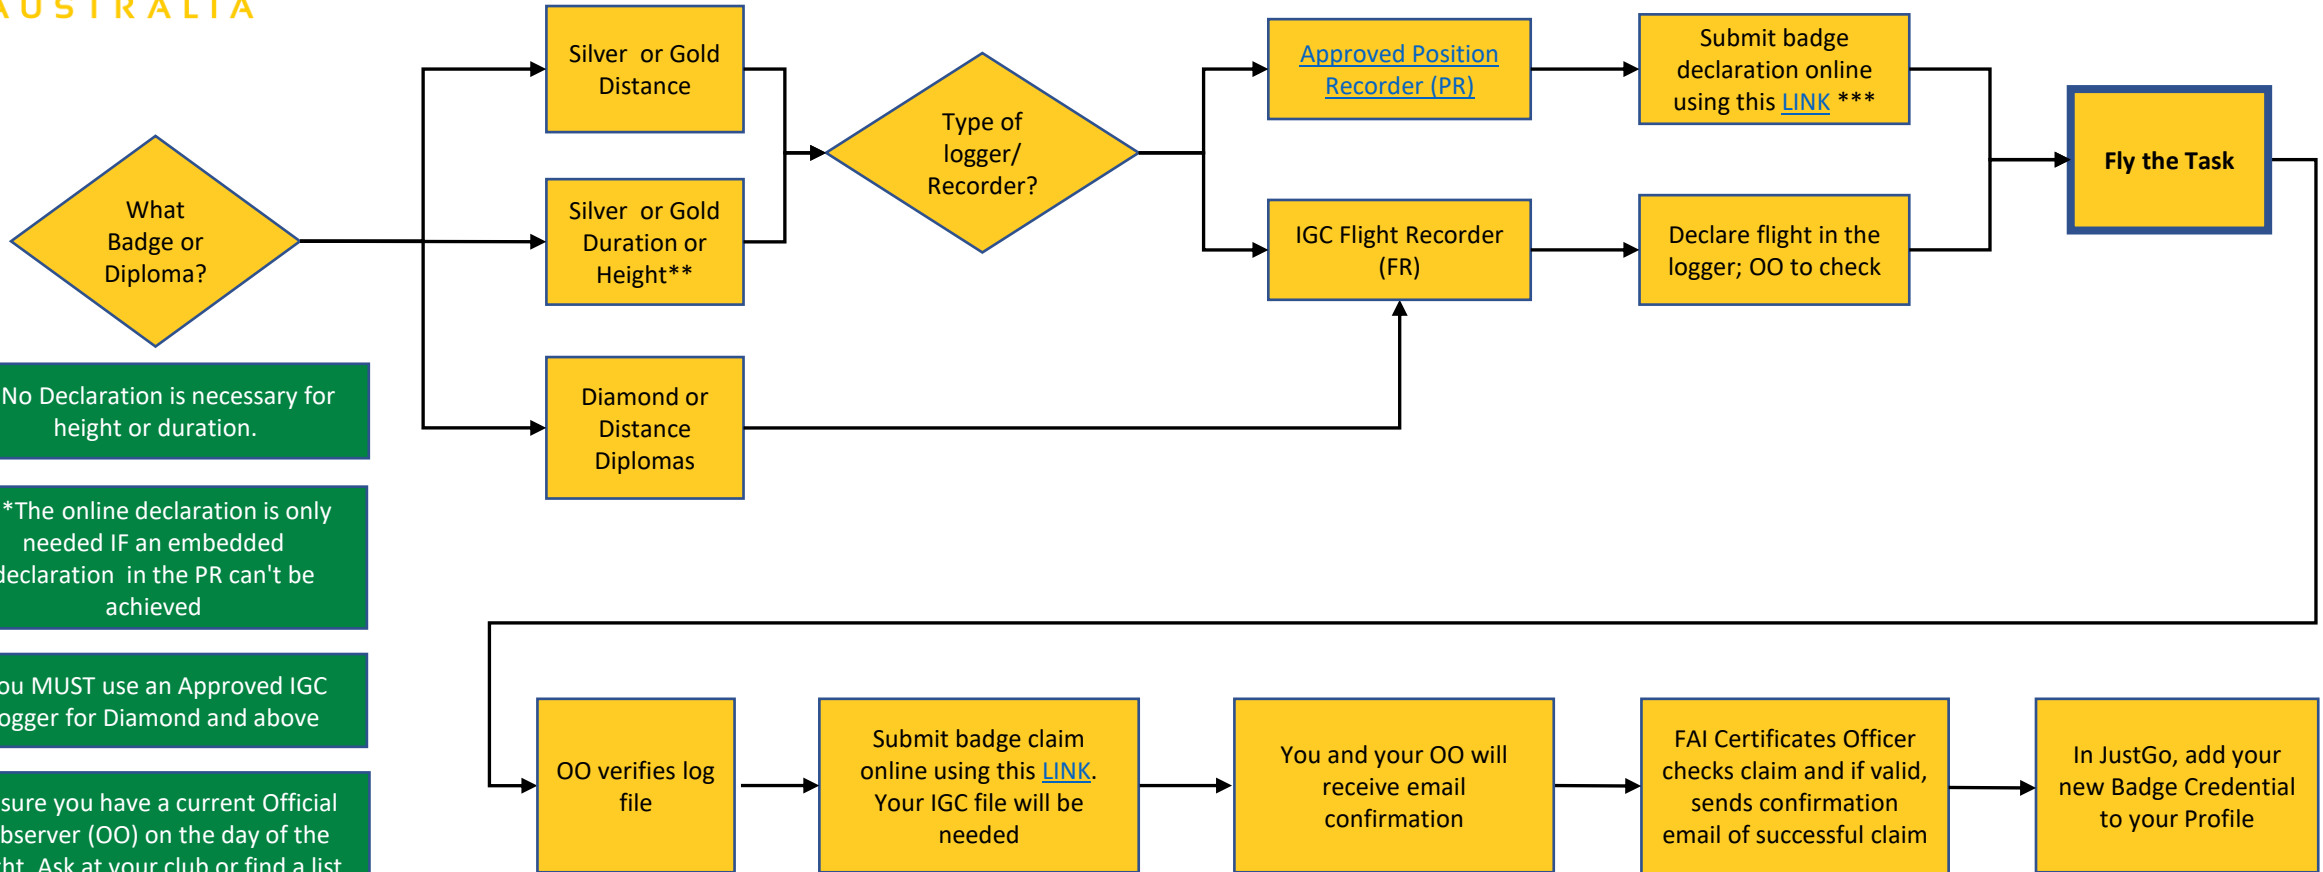 AUSTRALIA
What
Badge or
Diploma?
Silver or Gold
Distance
Silver or Gold
Duration or
Height**
Diamond or
Distance
Diplomas
Type of
logger/
Recorder?
Approved Position
Recorder (PR)
IGC Flight Recorder
(FR)
Submit badge
declaration online
using this LINK ***
Declare flight in the
logger; OO to check
Fly the Task
No Declaration is necessary for
height or duration.
*The online declaration is only
needed IF an embedded
declaration in the PR can't be
achieved
ou MUST use an Approved IGC
ogger for Diamond and above
sure you have a current Official
bserver (OO) on the day of the
ht. Ask at your club or find a list
OO verifies log
file
Submit badge claim
online using this LINK.
Your IGC file will be
needed
You and your OO will
receive email
confirmation
FAI Certificates Officer
checks claim and if valid,
sends confirmation
email of successful claim
In JustGo, add your
new Badge Credential
to your Profile